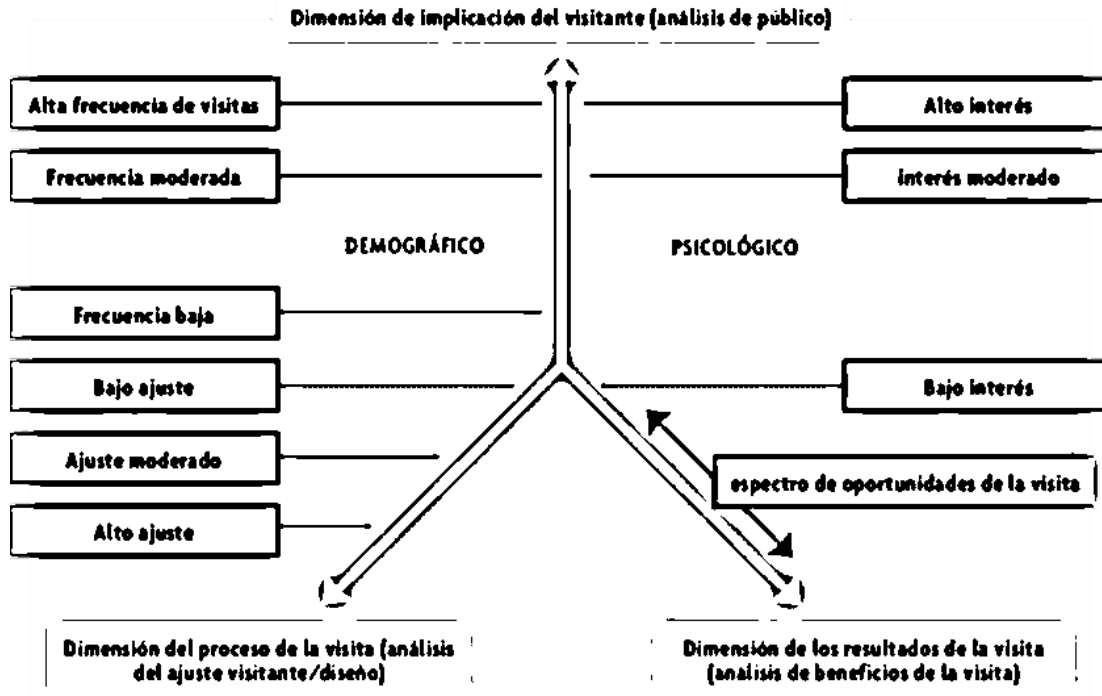 Dimensión de implicación del visitante (análisis de público)
Alta frecuencia de visitas
Alto interés
Frecuencia moderada
interés moderado
DEMOGRÁFICO
PSICOLÓGICO
Frecuencia baja
Bajo ajuste
Bajo interés
Ajuste moderado
espectro de oportunidades de la visita
Alto ajuste
Dimensión del proceso de la visita (análisis
del ajuste visitante/diseño)
Dimensión de los resultados de la visita
(análisis de beneficios de la visita)